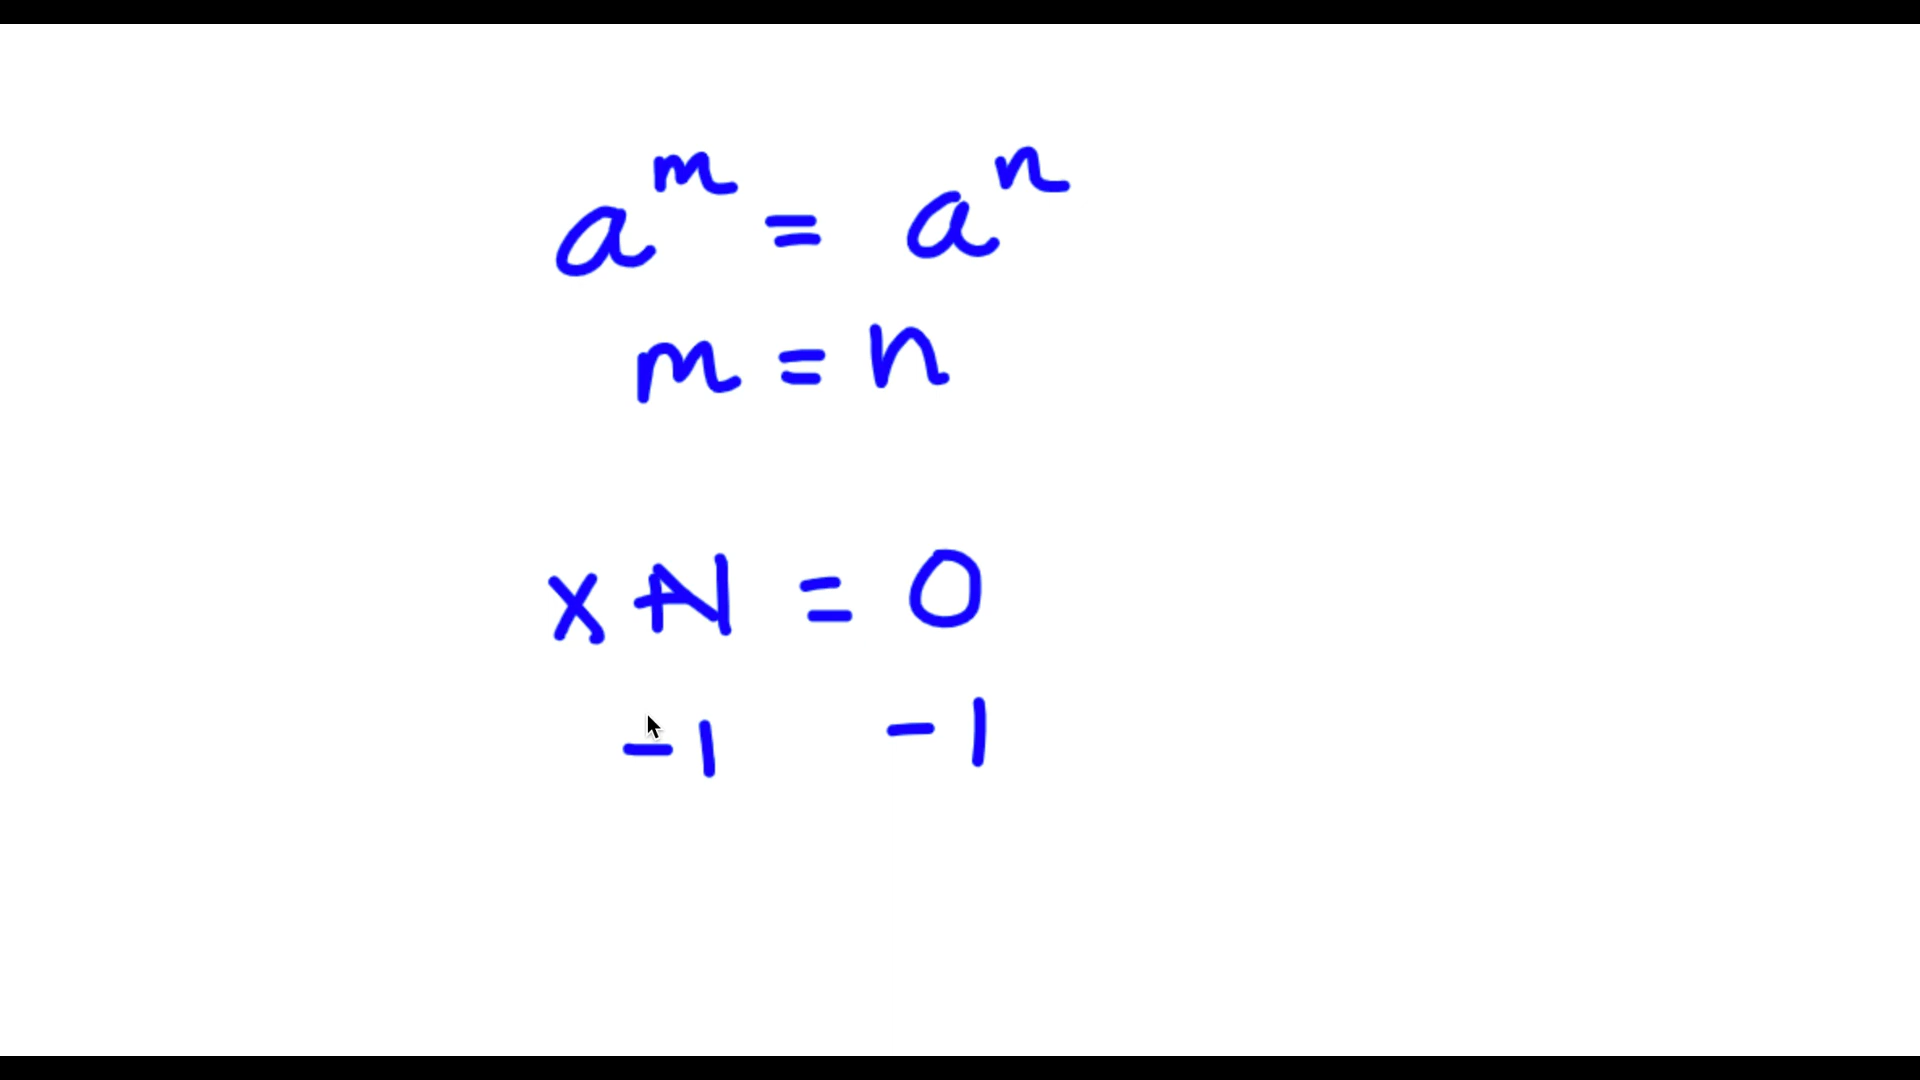 a^m = a^n
m = n
x + 1 = 0
- 1 - 1